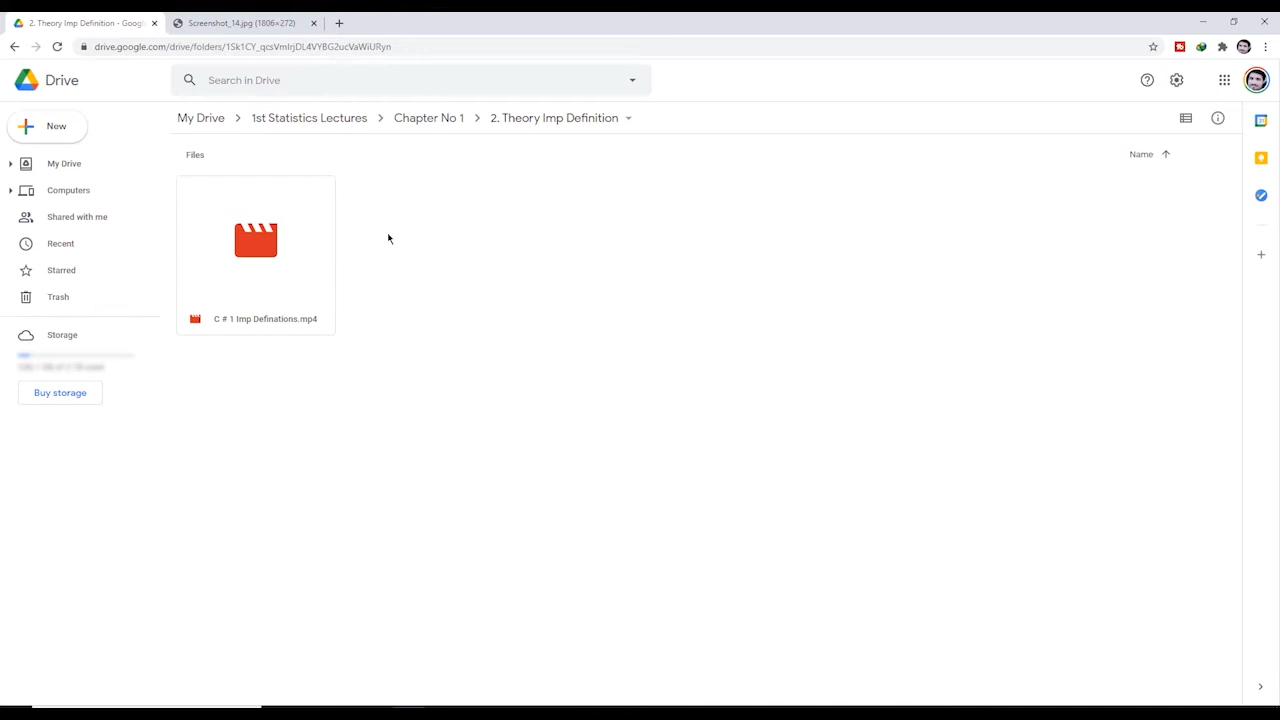 2. Theory Imp Definition - Goog
Screenshot_14.jpg (1806×272)
drive.google.com/drive/folders/1Sk1CY_qcsVmIrjDL4VYBG2ucVaWiURyn
Drive
Search in Drive
New
My Drive
1st Statistics Lectures
Chapter No 1
2. Theory Imp Definition
Files
Name
My Drive
Computers
Shared with me
Recent
Starred
Trash
Storage
Buy storage
C # 1 Imp Definations.mp4